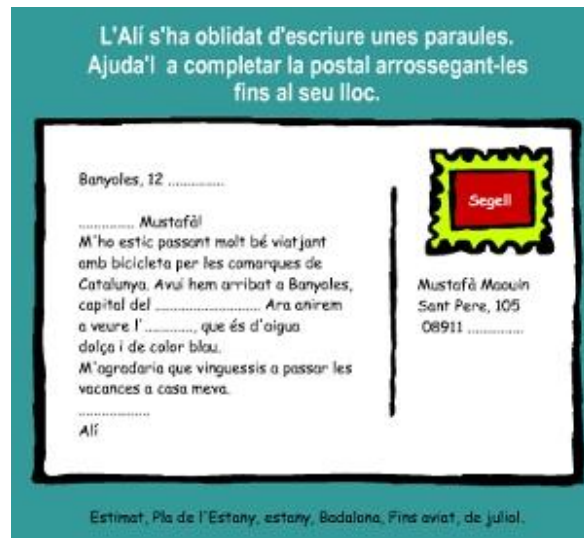 L'Alí s'ha oblidat d'escriure unes paraules.
Ajuda'l a completar la postal arrossegant-les
fins al seu lloc.
Banyoles, 12 ..............
.............. Mustafà!
M'ho estic passant molt bé viatjant
amb bicicleta per les comarques de
Catalunya. Avui hem arribat a Banyoles,
capital del .......................... Ara anirem
a veure l'............, que és d'aigua
dolça i de color blau.
M'agradaria que vinguessis a passar les
vacances a casa meva.
..................
Alí
Segell
Mustafà Maouin
Sant Pere, 105
08911 ..............
Estimat, Pla de l'Estany, estany, Badalona, Fins aviat, de juliol.